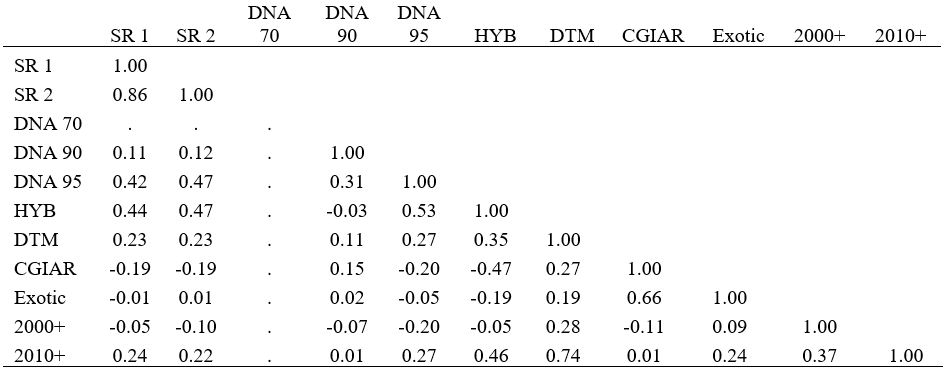 DNA DNA DNA
SR 1 SR 2 70 90 95 HYB DTM CGIAR Exotic 2000+ 2010+
SR 1 1.00
SR 2 0.86 1.00
DNA 70 . . .
DNA 90 0.11 0.12 . 1.00
DNA 95 0.42 0.47 . 0.31 1.00
HYB 0.44 0.47 . -0.03 0.53 1.00
DTM 0.23 0.23 . 0.11 0.27 0.35 1.00
CGIAR -0.19 -0.19 . 0.15 -0.20 -0.47 0.27 1.00
Exotic -0.01 0.01 . 0.02 -0.05 -0.19 0.19 0.66 1.00
2000+ -0.05 -0.10 . -0.07 -0.20 -0.05 0.28 -0.11 0.09 1.00
2010+ 0.24 0.22 . 0.01 0.27 0.46 0.74 0.01 0.24 0.37 1.00